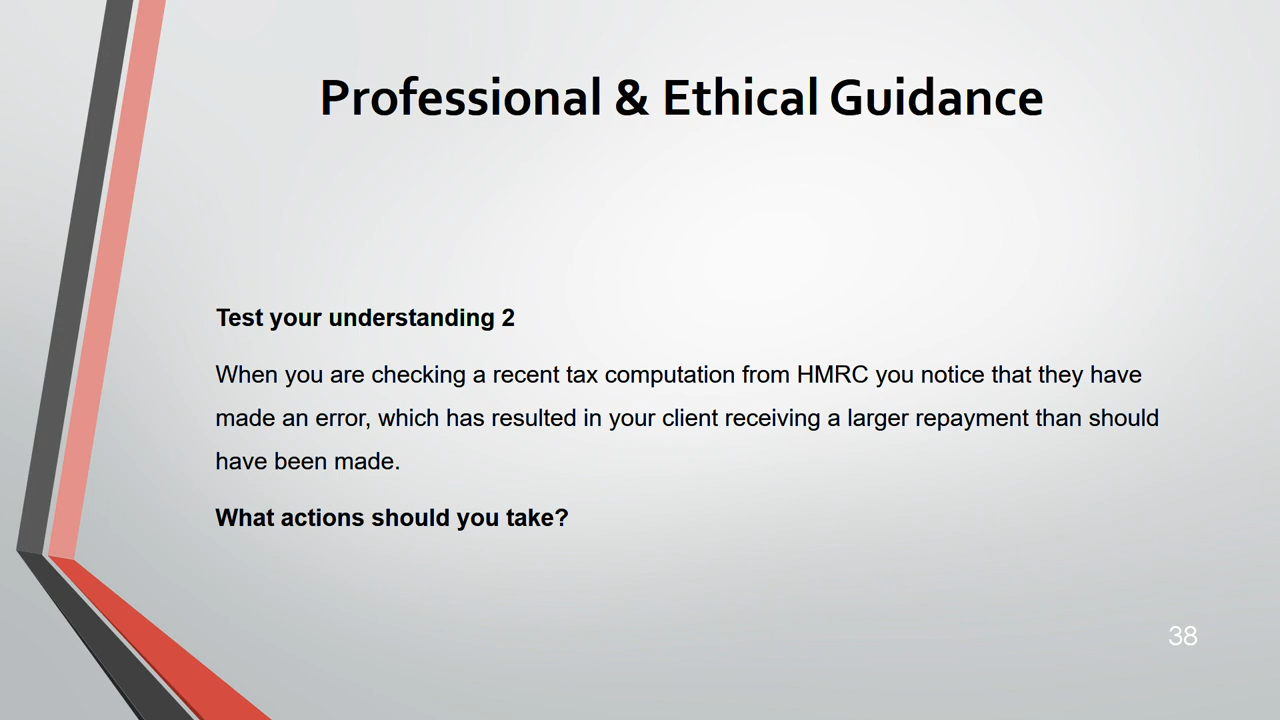 Professional & Ethical Guidance
Test your understanding 2
When you are checking a recent tax computation from HMRC you notice that they have
made an error, which has resulted in your client receiving a larger repayment than should
have been made.
What actions should you take?
38